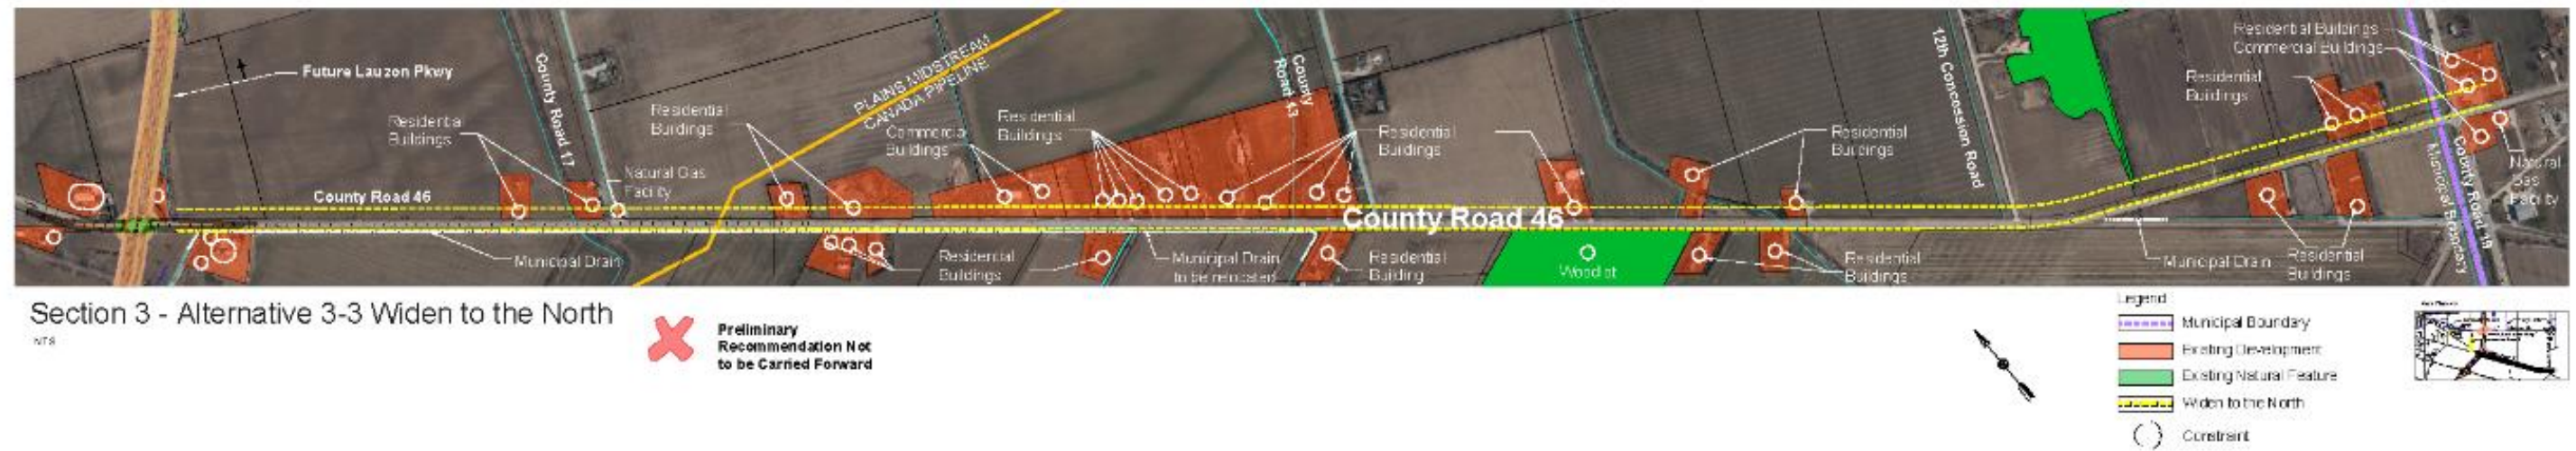 Future Lauzon Pkwy
County Road 17
Residential
Buildings
Natural Gas
Facility
County Road 46
Municipal Drain
Residential
Buildings
PLAINS MIDSTREAM
CANADA PIPELINE
Commercial
Buildings
Residential
Buildings
County
Road 43
Residential
Buildings
County Road 46
Residential
Buildings
Municipal Drain
to be relocated
Residential
Building
Woodlot
Residential
Buildings
Residential
Buildings
12th Concession Road
Residential Buildings
Commercial Buildings
Residential
Buildings
Natural
Gas
Facility
County Road 19
Municipal Boundary
Municipal Drain
Residential
Buildings
Section 3 - Alternative 3-3 Widen to the North
NTS
Preliminary
Recommendation Not
to be Carried Forward
Legend
Municipal Boundary
Existing Development
Existing Natural Feature
Widen to the North
Constraint